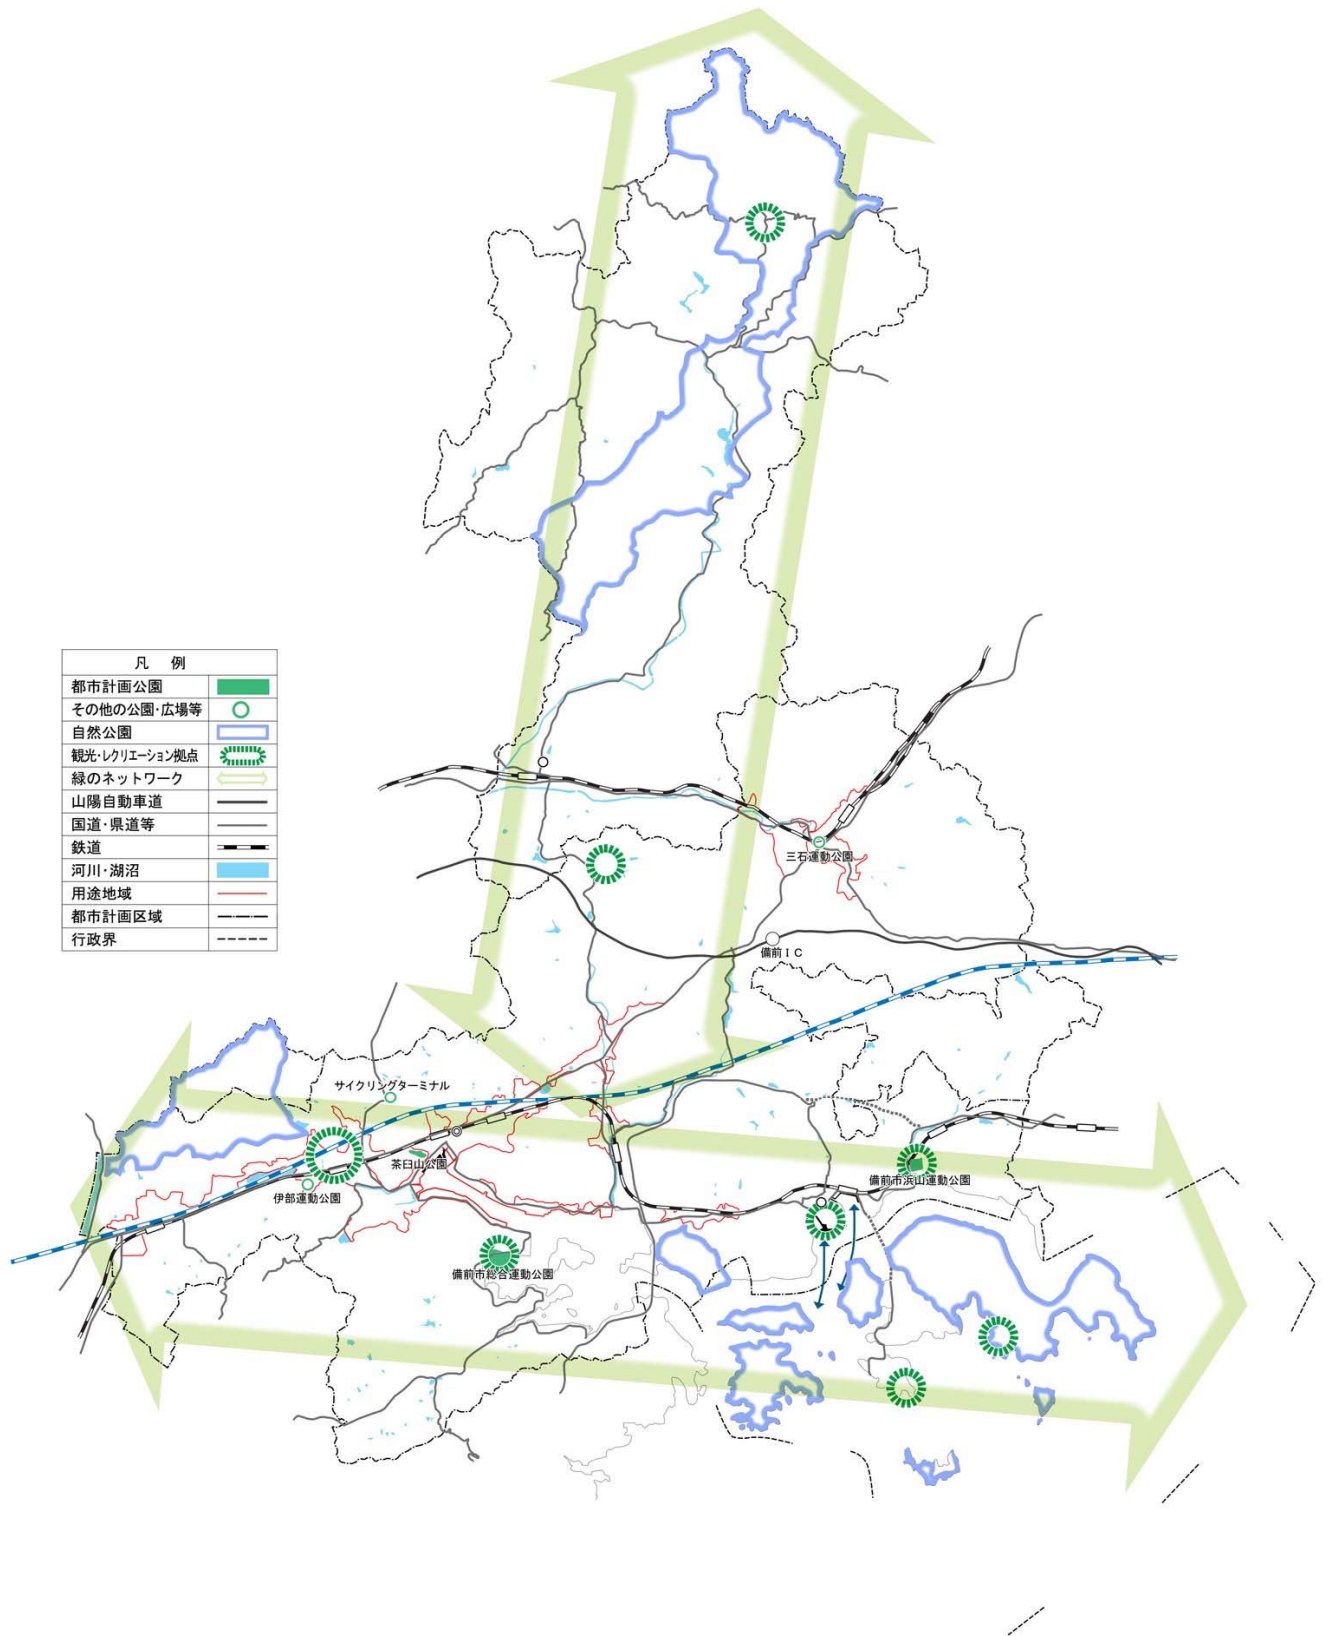 凡 例
都市計画公園
その他の公園・広場等
自然公園
観光・レクリエーション拠点
緑のネットワーク
山陽自動車道
国道・県道等
鉄道
河川・湖沼
用途地域
都市計画区域
行政界
三石運動公園
備前IC
サイクリングターミナル
茶臼山公園
伊部運動公園
備前市浜山運動公園
備前市総合運動公園